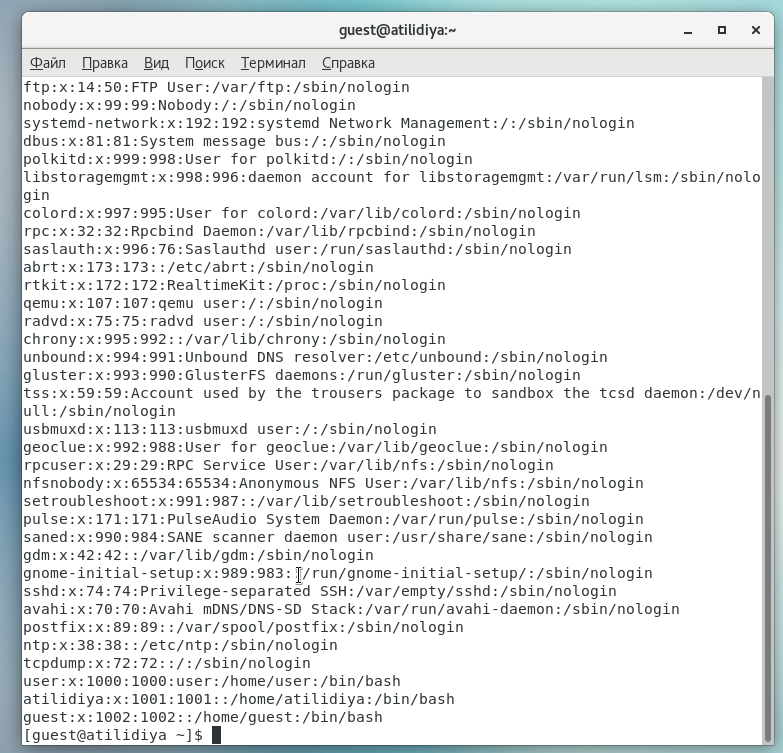 guest@atilidiya:~
Файл Правка Вид Поиск Терминал Справка
ftp:x:14:50:FTP User:/var/ftp:/sbin/nologin
nobody:x:99:99:Nobody:/:/sbin/nologin
systemd-network:x:192:192:systemd Network Management:/:/sbin/nologin
dbus:x:81:81:System message bus:/:/sbin/nologin
polkitd:x:999:998:User for polkitd:/:/sbin/nologin
libstoragemgmt:x:998:996:daemon account for libstoragemgmt:/var/run/lsm:/sbin/nolo
gin
colord:x:997:995:User for colord:/var/lib/colord:/sbin/nologin
rpc:x:32:32:Rpcbind Daemon:/var/lib/rpcbind:/sbin/nologin
saslauth:x:996:76:Saslauthd user:/run/saslauthd:/sbin/nologin
abrt:x:173:173::/etc/abrt:/sbin/nologin
rtkit:x:172:172:RealtimeKit:/proc:/sbin/nologin
qemu:x:107:107:qemu user:/:/sbin/nologin
radvd:x:75:75:radvd user:/:/sbin/nologin
chrony:x:995:992::/var/lib/chrony:/sbin/nologin
unbound:x:994:991:Unbound DNS resolver:/etc/unbound:/sbin/nologin
gluster:x:993:990:GlusterFS daemons:/run/gluster:/sbin/nologin
tss:x:59:59:Account used by the trousers package to sandbox the tcsd daemon:/dev/n
ull:/sbin/nologin
usbmuxd:x:113:113:usbmuxd user:/:/sbin/nologin
geoclue:x:992:988:User for geoclue:/var/lib/geoclue:/sbin/nologin
rpcuser:x:29:29:RPC Service User:/var/lib/nfs:/sbin/nologin
nfsnobody:x:65534:65534:Anonymous NFS User:/var/lib/nfs:/sbin/nologin
setroubleshoot:x:991:987::/var/lib/setroubleshoot:/sbin/nologin
pulse:x:171:171:PulseAudio System Daemon:/var/run/pulse:/sbin/nologin
saned:x:990:984:SANE scanner daemon user:/usr/share/sane:/sbin/nologin
gdm:x:42:42::/var/lib/gdm:/sbin/nologin
gnome-initial-setup:x:989:983::/run/gnome-initial-setup/:/sbin/nologin
sshd:x:74:74:Privilege-separated SSH:/var/empty/sshd:/sbin/nologin
avahi:x:70:70:Avahi mDNS/DNS-SD Stack:/var/run/avahi-daemon:/sbin/nologin
postfix:x:89:89::/var/spool/postfix:/sbin/nologin
ntp:x:38:38::/etc/ntp:/sbin/nologin
tcpdump:x:72:72::/:/sbin/nologin
user:x:1000:1000:user:/home/user:/bin/bash
atilidiya:x:1001:1001::/home/atilidiya:/bin/bash
guest:x:1002:1002::/home/guest:/bin/bash
[guest@atilidiya ~]$